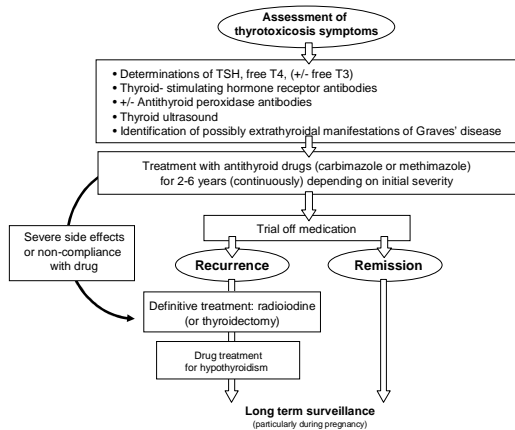 Assessment of
thyrotoxicosis symptoms
• Determinations of TSH, free T4, (+/- free T3)
• Thyroid- stimulating hormone receptor antibodies
• +/- Antithyroid peroxidase antibodies
• Thyroid ultrasound
• Identification of possibly extrathyroidal manifestations of Graves' disease
Treatment with antithyroid drugs (carbimazole or methimazole)
for 2-6 years (continuously) depending on initial severity
Trial off medication
Severe side effects
or non-compliance
with drug
Recurrence
Remission
Definitive treatment: radioiodine
(or thyroidectomy)
Drug treatment
for hypothyroidism
Long term surveillance
(particularly during pregnancy)